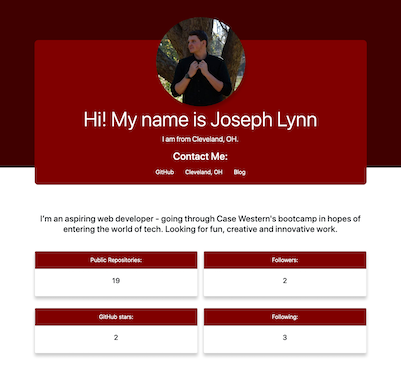 Hi! My name is Joseph Lynn
I am from Cleveland, OH.
Contact Me:
GitHub Cleveland, OH Blog
I'm an aspiring web developer - going through Case Western's bootcamp in hopes of
entering the world of tech. Looking for fun, creative and innovative work.
Public Repositories: Followers:
19 2
GitHub stars: Following:
2 3